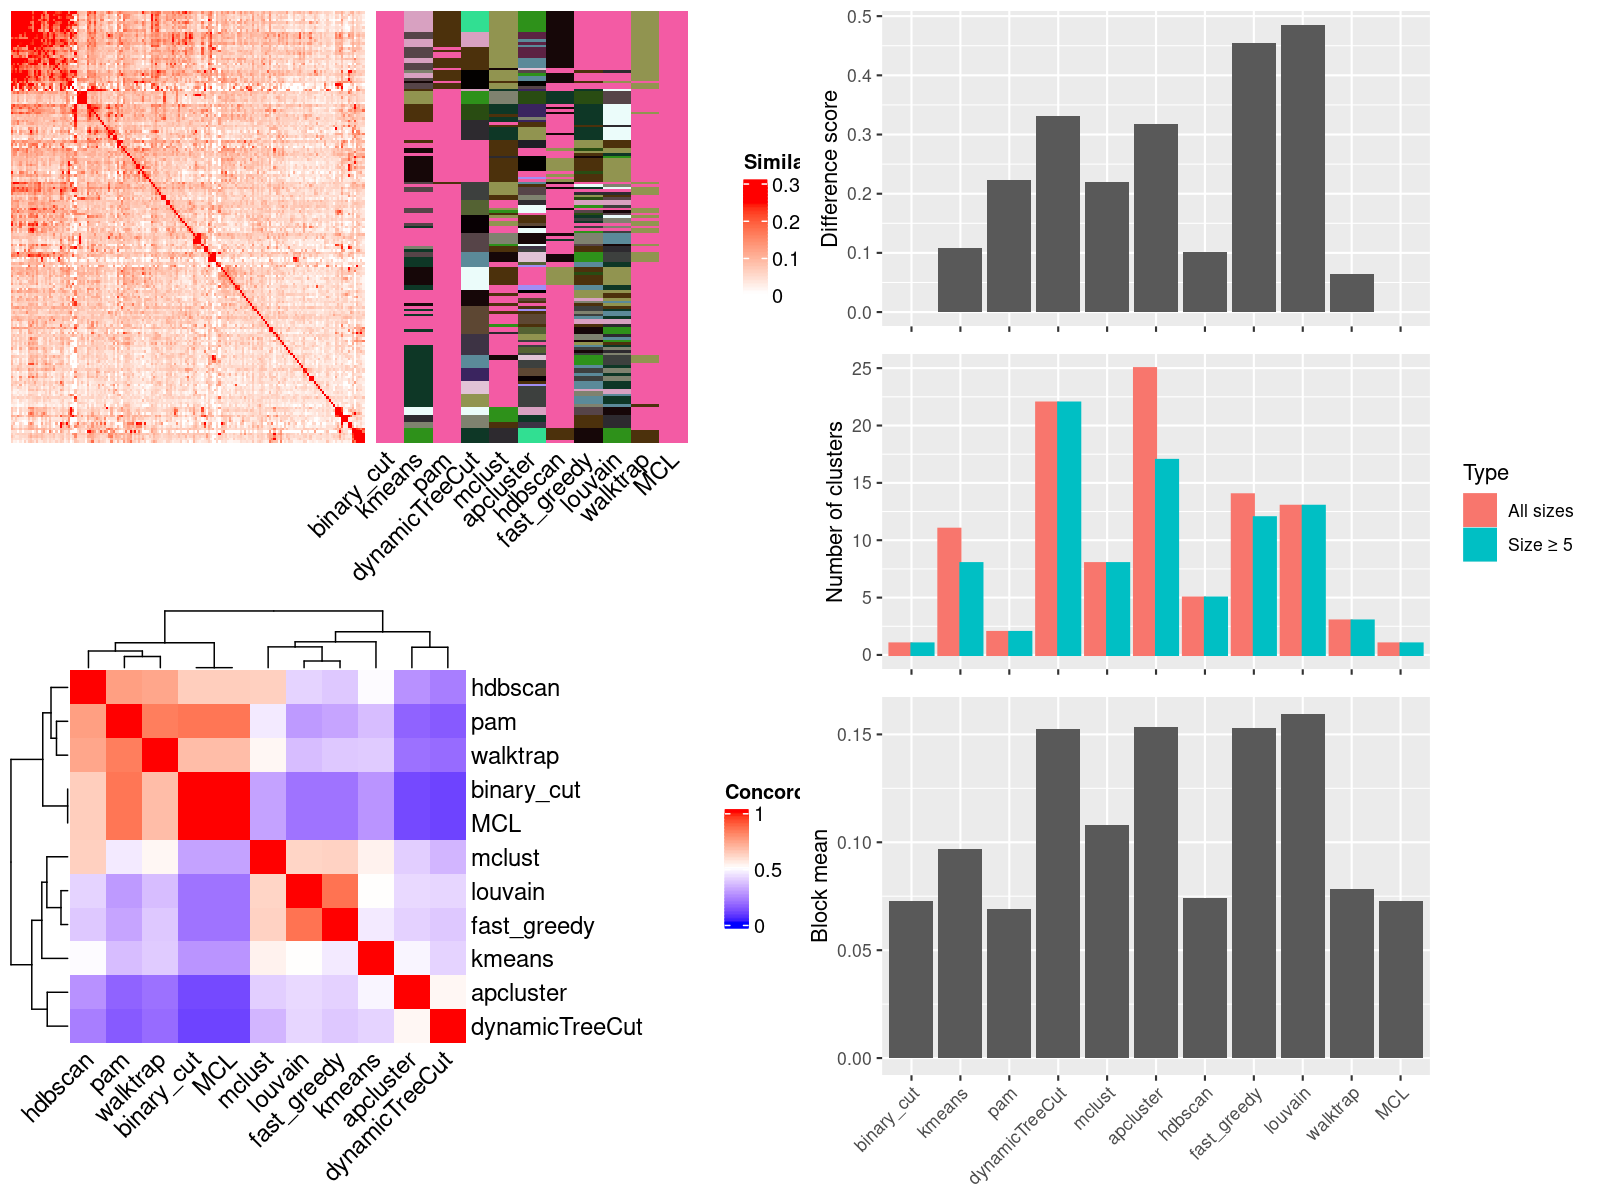 Simila
0.3
0.2
0.1
0
binary_cut
kmeans
pam
dynamicTreeCut
mclust
apcluster
hdbscan
fast_greedy
louvain
walktrap
MCL
hdbscan
pam
walktrap
binary_cut
MCL
mclust
louvain
fast_greedy
kmeans
apcluster
dynamicTreeCut
Concord
1
0.5
0
hdbscan
pam
walktrap
binary_cut
MCL
mclust
louvain
fast_greedy
kmeans
apcluster
dynamicTreeCut
Difference score
0.5
0.4
0.3
0.2
0.1
0.0
Number of clusters
25
20
15
10
5
0
Type
All sizes
Size ≥ 5
Block mean
0.15
0.10
0.05
0.00
binary_cut
kmeans
pam
dynamicTreeCut
mclust
apcluster
hdbscan
fast_greedy
louvain
walktrap
MCL